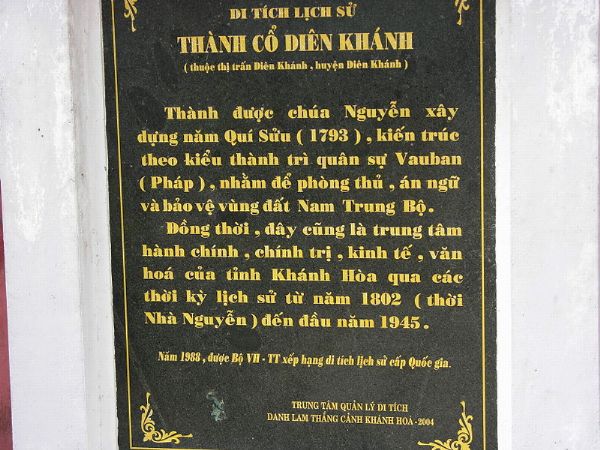 DI TÍCH LỊCH SỬ
THÀNH CỔ DIÊN KHÁNH
( thuộc thị trấn Diên Khánh , huyện Diên Khánh )
Thành được chúa Nguyễn xây
dựng năm Quí Sửu ( 1793 ) , kiến trúc
theo kiểu thành trì quân sự Vauban
( Pháp ) , nhằm để phòng thủ , án ngữ
và bảo vệ vùng đất Nam Trung Bộ .
Đồng thời , đây cũng là trung tâm
hành chính , chính trị , kinh tế , văn
hoá của tỉnh Khánh Hòa qua các
thời kỳ lịch sử từ năm 1802 ( thời
Nhà Nguyễn ) đến đầu năm 1945 .
Năm 1988 , được Bộ VH - TT xếp hạng di tích lịch sử cấp Quốc gia.
TRUNG TÂM QUẢN LÝ DI TÍCH
DANH LAM THẮNG CẢNH KHÁNH HOÀ - 2004